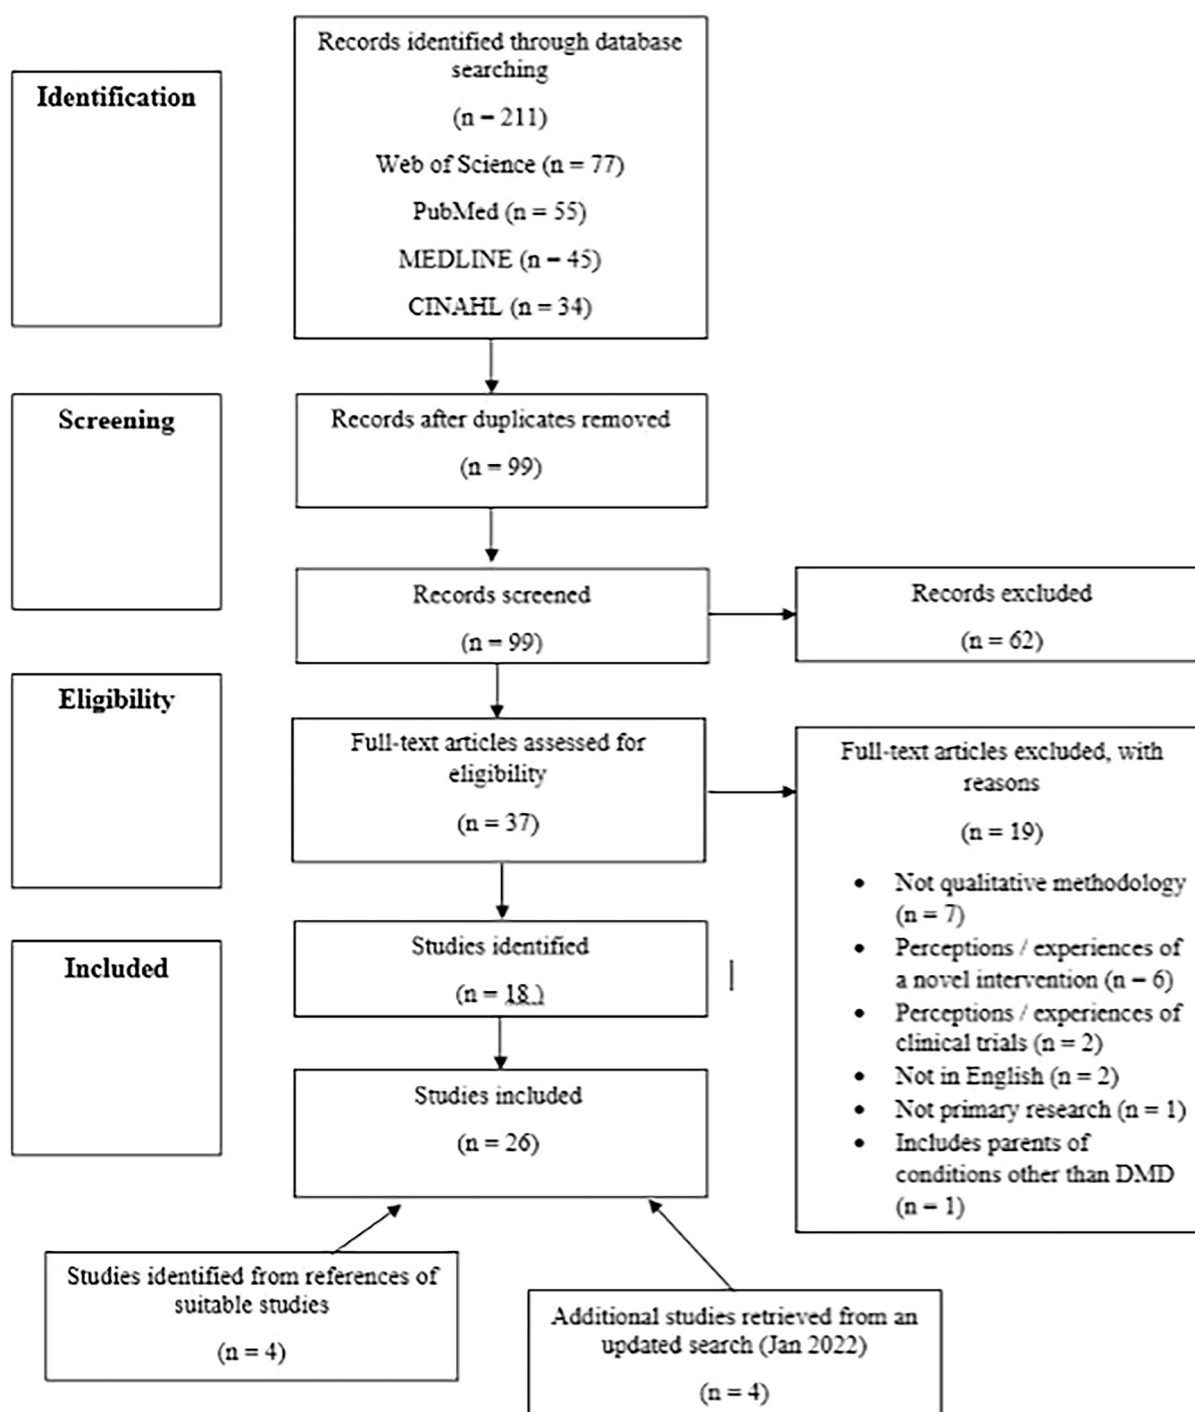 Identification
Records identified through database
searching
(n = 211)
Web of Science (n = 77)
PubMed (n = 55)
MEDLINE (n = 45)
CINAHL (n = 34)
Screening
Records after duplicates removed
(n = 99)
Records screened
(n = 99)
Records excluded
(n = 62)
Eligibility
Full-text articles assessed for
eligibility
(n = 37)
Full-text articles excluded, with
reasons
(n = 19)
• Not qualitative methodology
(n = 7)
• Perceptions / experiences of
a novel intervention (n = 6)
• Perceptions / experiences of
clinical trials (n = 2)
• Not in English (n = 2)
• Not primary research (n = 1)
• Includes parents of
conditions other than DMD
(n = 1)
Included
Studies identified
(n = 18 )
Studies included
(n = 26)
Studies identified from references of
suitable studies
(n = 4)
Additional studies retrieved from an
updated search (Jan 2022)
(n = 4)